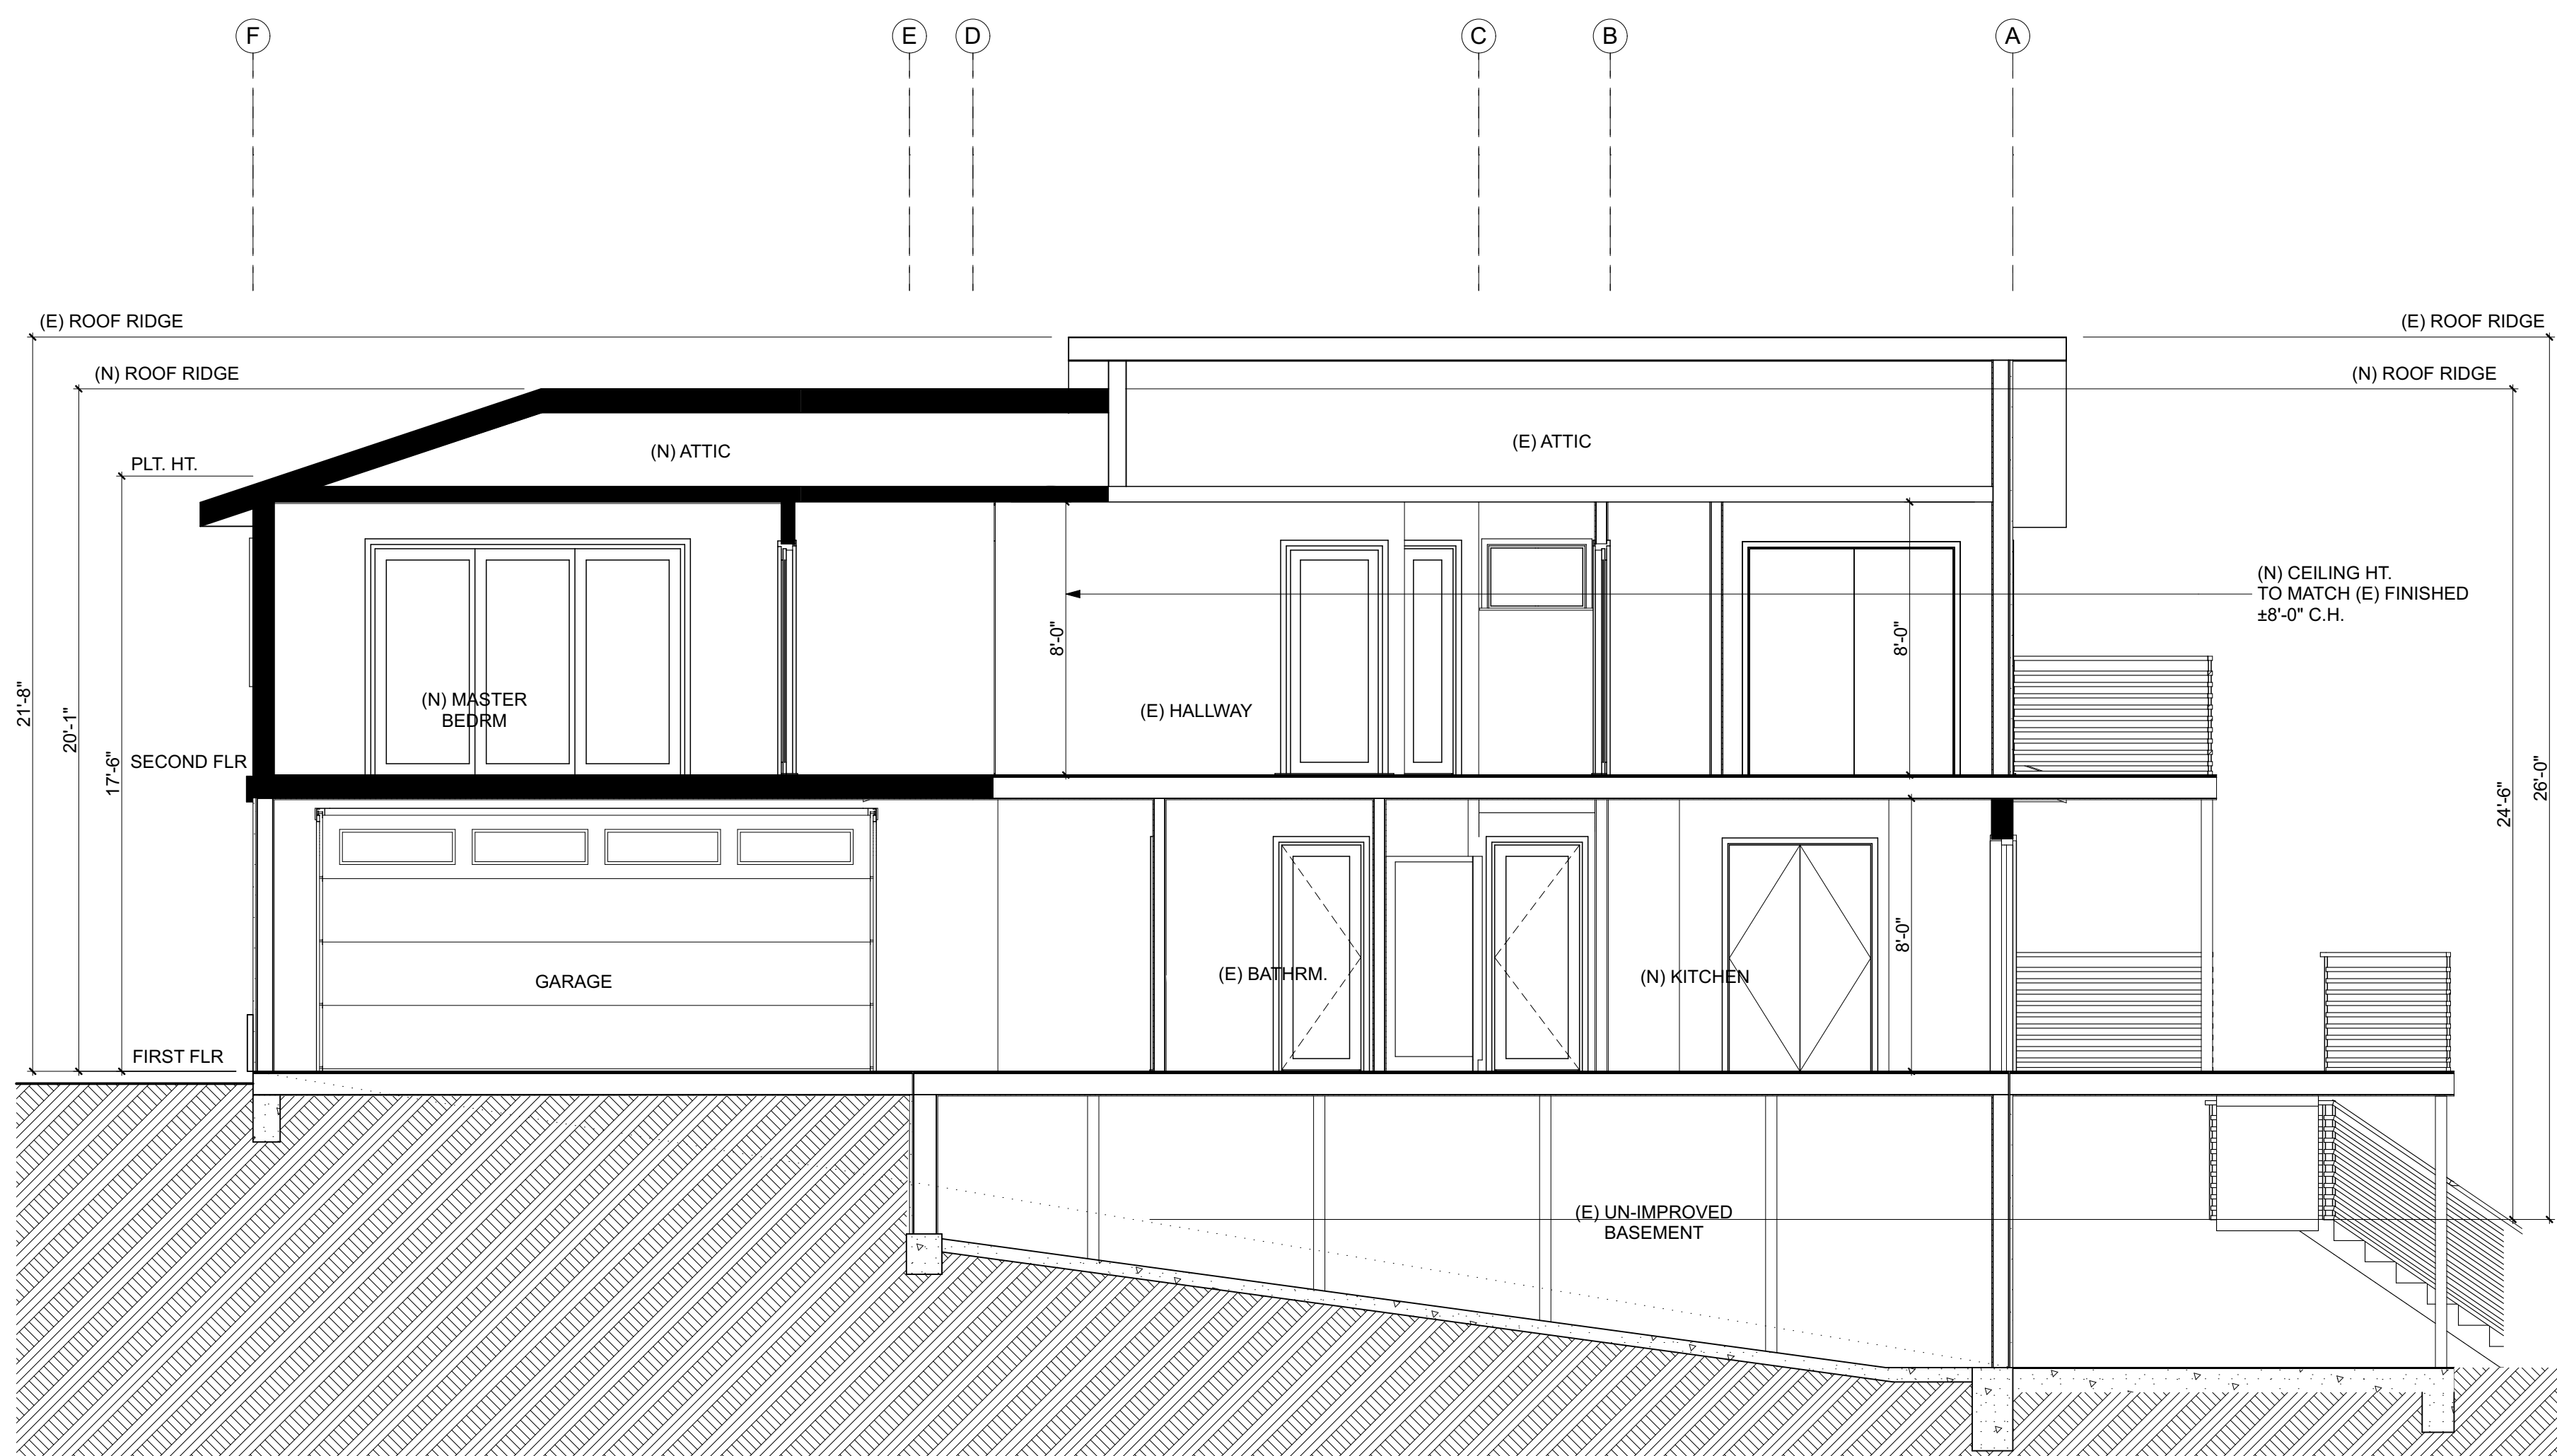 F
E
D
C
B
A
(E) ROOF RIDGE
(E) ROOF RIDGE
(N) ROOF RIDGE
(N) ROOF RIDGE
(N) ATTIC
(E) ATTIC
PLT. HT.
(N) CEILING HT.
TO MATCH (E) FINISHED
±8'-0" C.H.
8'-0"
8'-0"
21'-8"
20'-1"
17'-6"
(N) MASTER
BEDRM
(E) HALLWAY
SECOND FLR
24'-6"
26'-0"
8'-0"
GARAGE
(E) BATHRM.
(N) KITCHEN
FIRST FLR
(E) UN-IMPROVED
BASEMENT